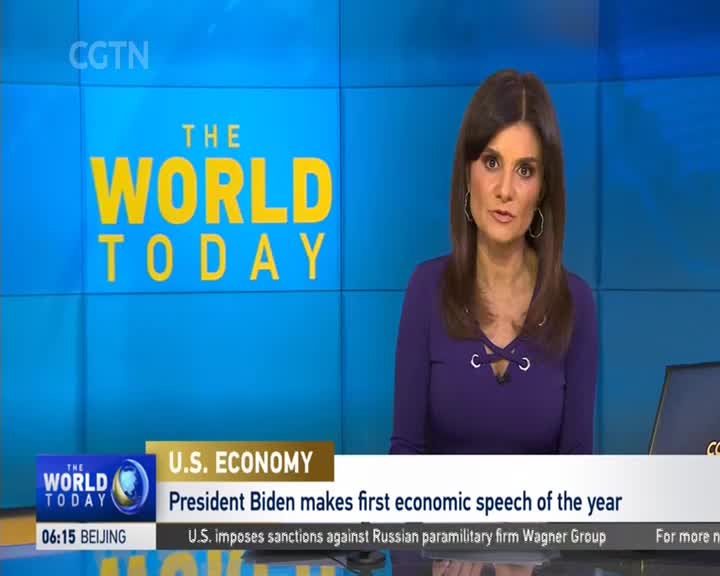 CGTN
THE
WORLD
TODAY
U.S. ECONOMY
THE
WORLD
TODAY
President Biden makes first economic speech of the year
06:15 BEIJING
U.S. imposes sanctions against Russian paramilitary firm Wagner Group
For more n